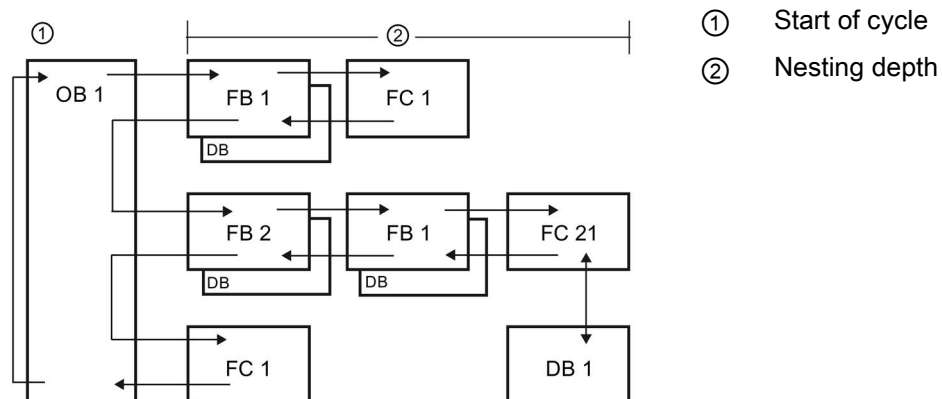 ① Start of cycle
② Nesting depth
①
②
OB 1
FB 1
FC 1
DB
FB 2
FB 1
FC 21
DB
DB
FC 1
DB 1